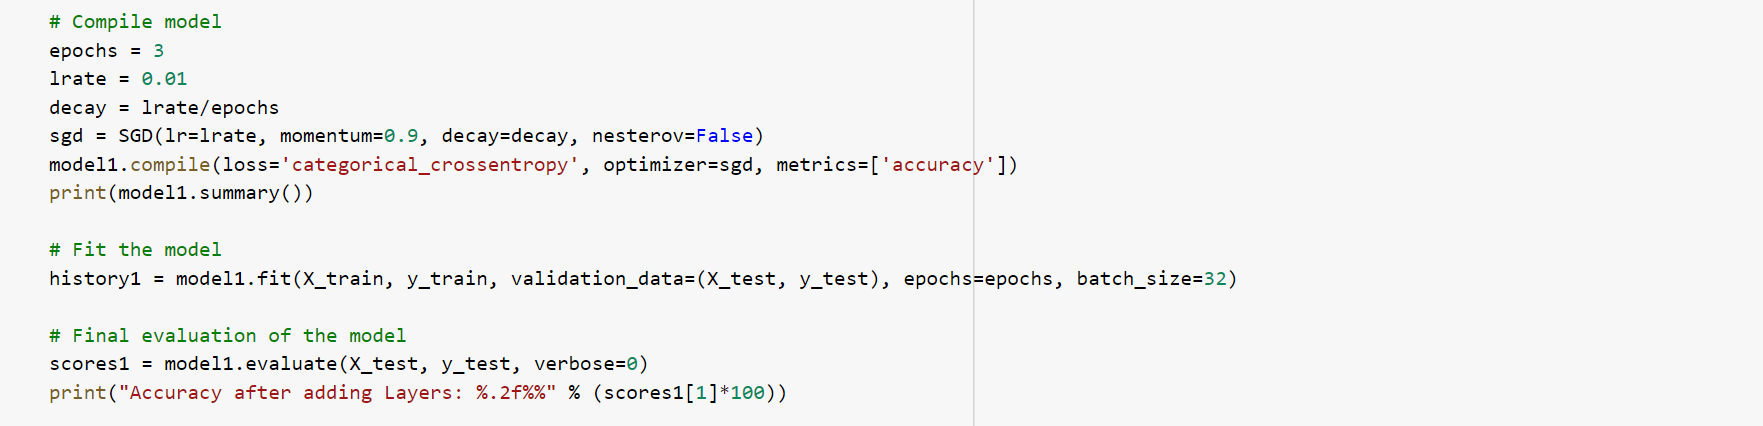 # Compile model
epochs = 3
lrate = 0.01
decay = lrate/epochs
sgd = SGD(lr=lrate, momentum=0.9, decay=decay, nesterov=False)
model1.compile(loss='categorical_crossentropy', optimizer=sgd, metrics=['accuracy'])
print(model1.summary())
# Fit the model
history1 = model1.fit(X_train, y_train, validation_data=(X_test, y_test), epochs=epochs, batch_size=32)
# Final evaluation of the model
scores1 = model1.evaluate(X_test, y_test, verbose=0)
print("Accuracy after adding Layers: %.2f%%" % (scores1[1]*100))